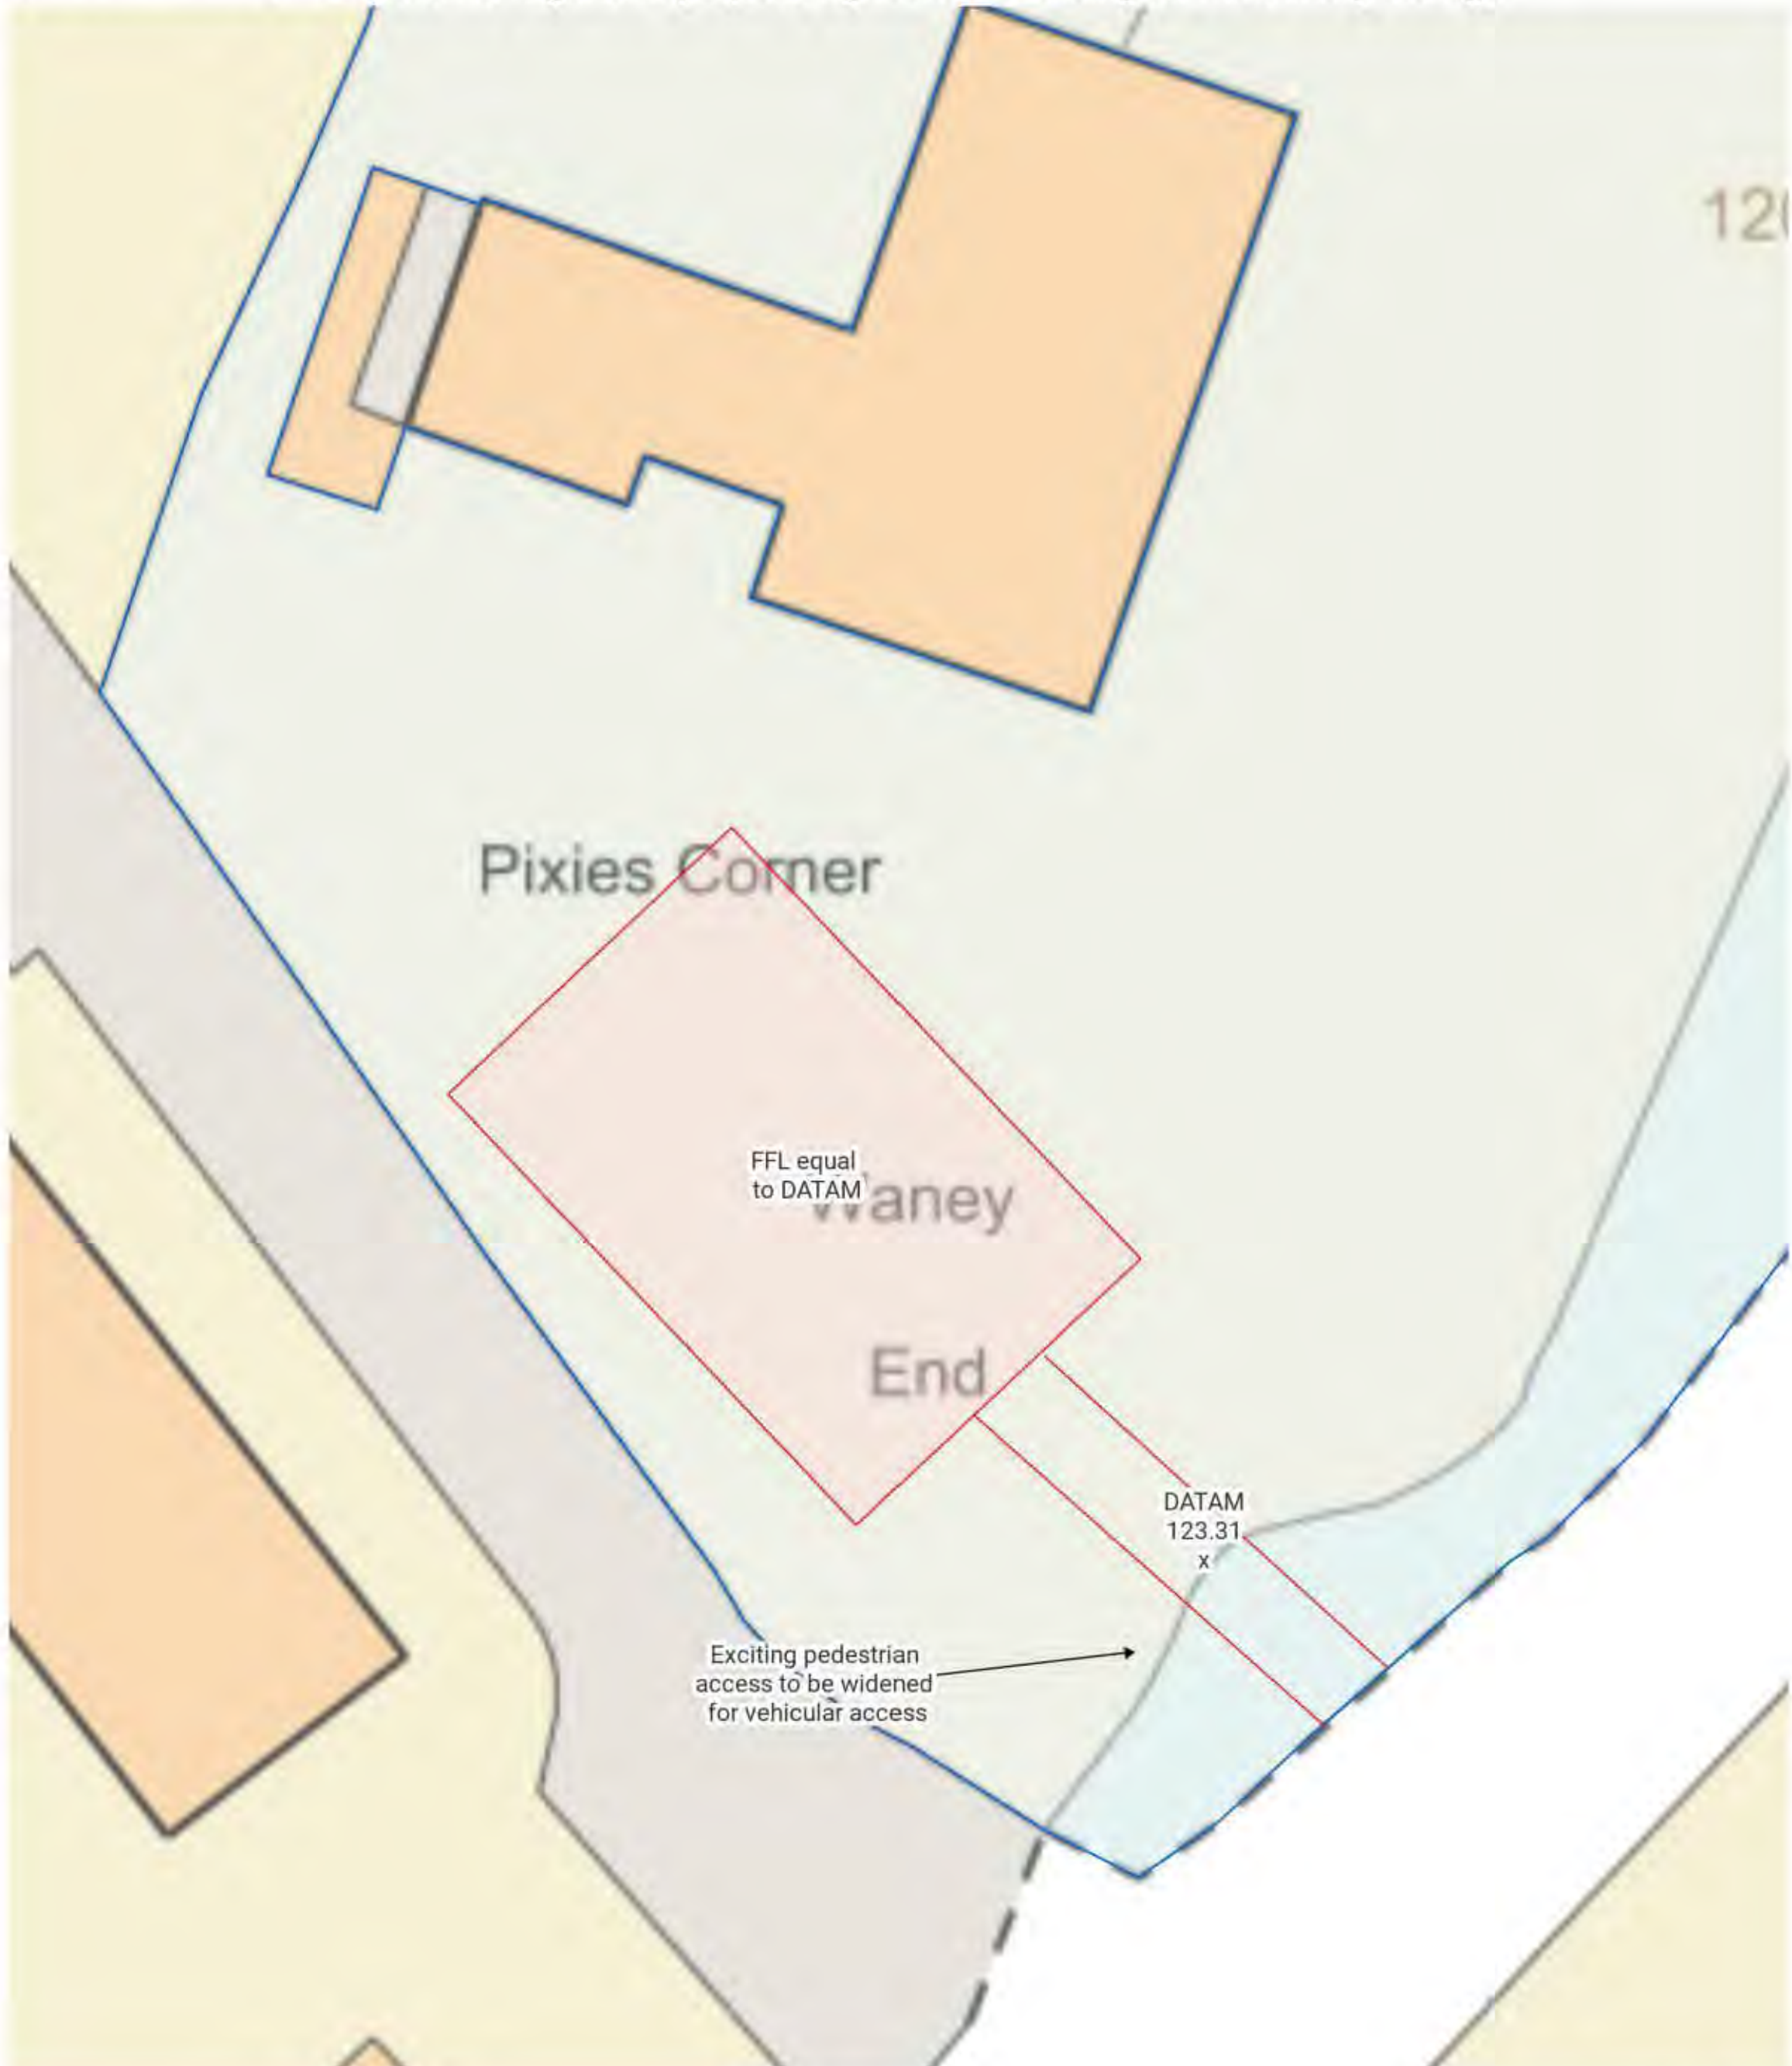 Pixies Corner
FFL equal
to DATAM
Waney
End
DATAM
123.31
x
Exciting pedestrian
access to be widened
for vehicular access